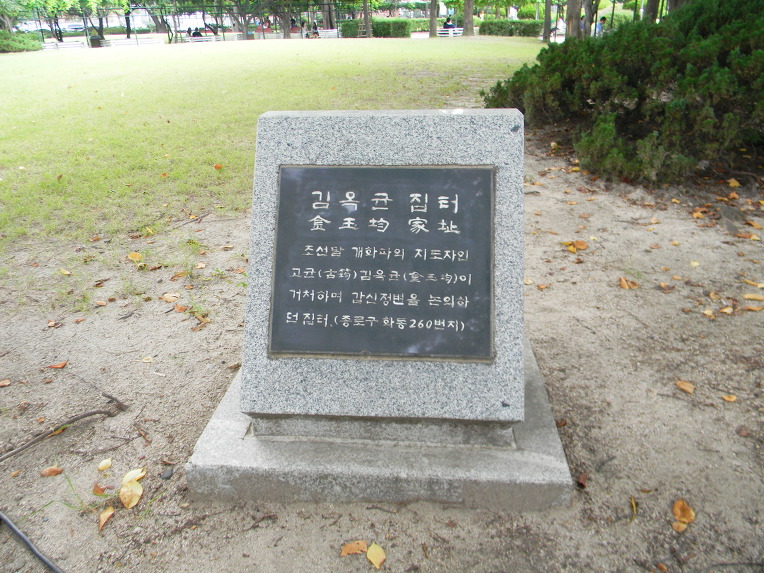 김옥균 집터
金玉均 家址
조선말 개화파의 지도자인
고균(古筠)김옥균(金玉均)이
거처하며 갑신정변을 논의하
던 집터.(종로구 화동260번지)